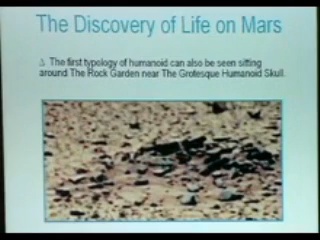 The Discovery of Life on Mars
△ The first typology of humanoid can also be seen sitting
around The Rock Garden near The Grotesque Humanoid Skull.